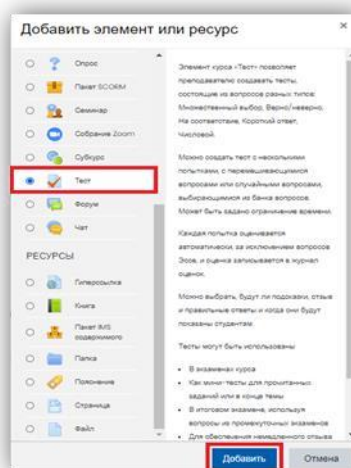 Добавить элемент или ресурс
×
Опрос
Пакет SCORM
Семинар
Собрание Zoom
Субкурс
Тест
Форум
Чат
РЕСУРСЫ
Гиперссылка
Книга
Пакет IMS
содержимого
Папка
Пояснение
Страница
Файл
Элемент курса «Тест» позволяет
преподавателю создавать тесты,
состоящие из вопросов разных типов:
Множественный выбор, Верно/неверно,
На соответствие, Короткий ответ,
Числовой.
Можно создать тест с несколькими
попытками, с перемешивающимися
вопросами или случайными вопросами,
выбирающимися из банка вопросов.
Может быть задано ограничение времени.
Каждая попытка оценивается
автоматически, за исключением вопросов
Эссе, и оценка записывается в журнал
оценок.
Можно выбрать, будут ли подсказки, отзыв
и правильные ответы и когда они будут
показаны студентам.
Тесты могут быть использованы
• В экзаменах курса
• Как мини-тесты для прочитанных
заданий или в конце темы
• В итоговом экзамене, используя
вопросы из промежуточных экзаменов
• Для обеспечения немедленного отзыва
Добавить
Отмена